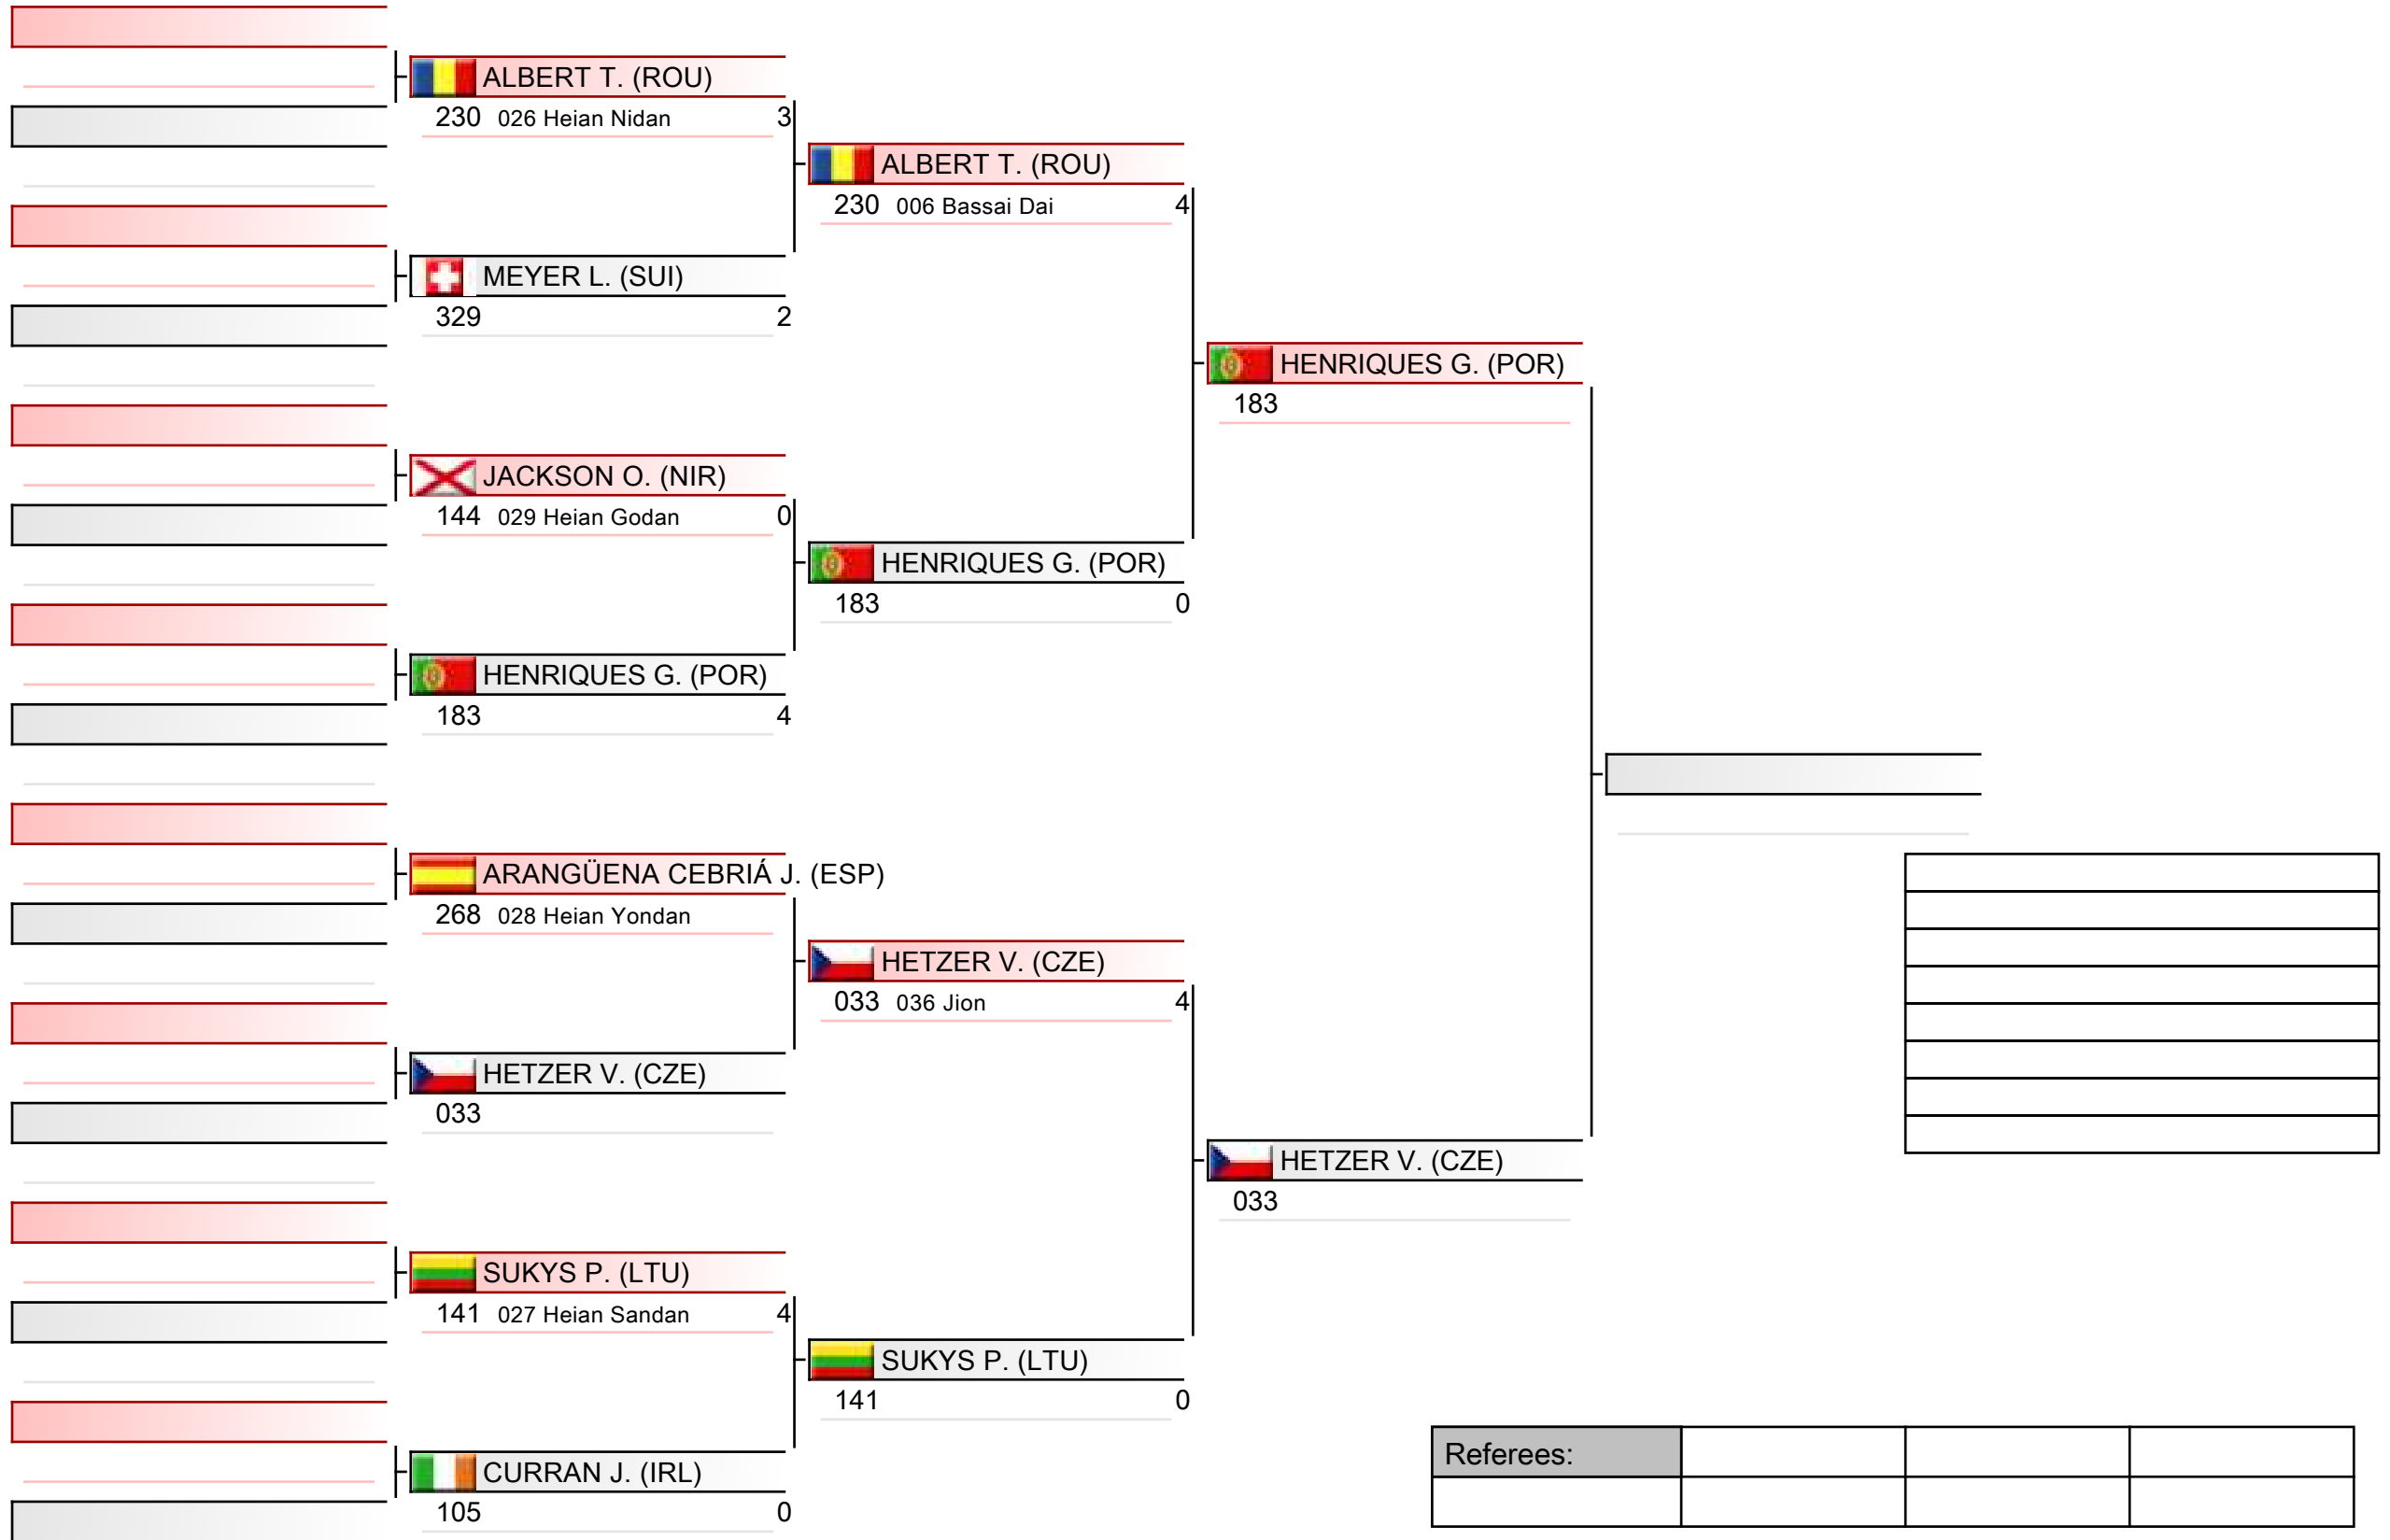 ALBERT T. (ROU)
230 026 Heian Nidan 3
ALBERT T. (ROU)
230 006 Bassai Dai 4
MEYER L. (SUI)
329 2
HENRIQUES G. (POR)
183
JACKSON O. (NIR)
144 029 Heian Godan 0
HENRIQUES G. (POR)
183 0
HENRIQUES G. (POR)
183 4
ARANGÜENA CEBRIÁ J. (ESP)
268 028 Heian Yondan
HETZER V. (CZE)
033 036 Jion 4
HETZER V. (CZE)
033
HETZER V. (CZE)
033
SUKYS P. (LTU)
141 027 Heian Sandan 4
SUKYS P. (LTU)
141 0
CURRAN J. (IRL)
105 0
Referees: